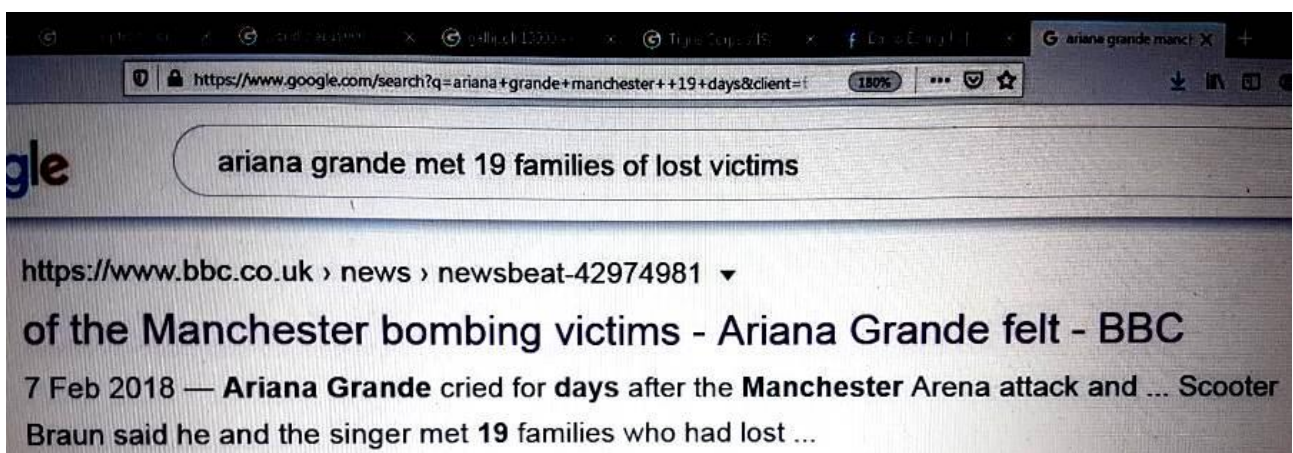 ariana grande manch
https://www.google.com/search?q=ariana+grande+manchester++19+days&client=f 180%
gle ariana grande met 19 families of lost victims
https://www.bbc.co.uk › news › newsbeat-42974981
of the Manchester bombing victims - Ariana Grande felt - BBC
7 Feb 2018 — Ariana Grande cried for days after the Manchester Arena attack and ... Scooter
Braun said he and the singer met 19 families who had lost ...